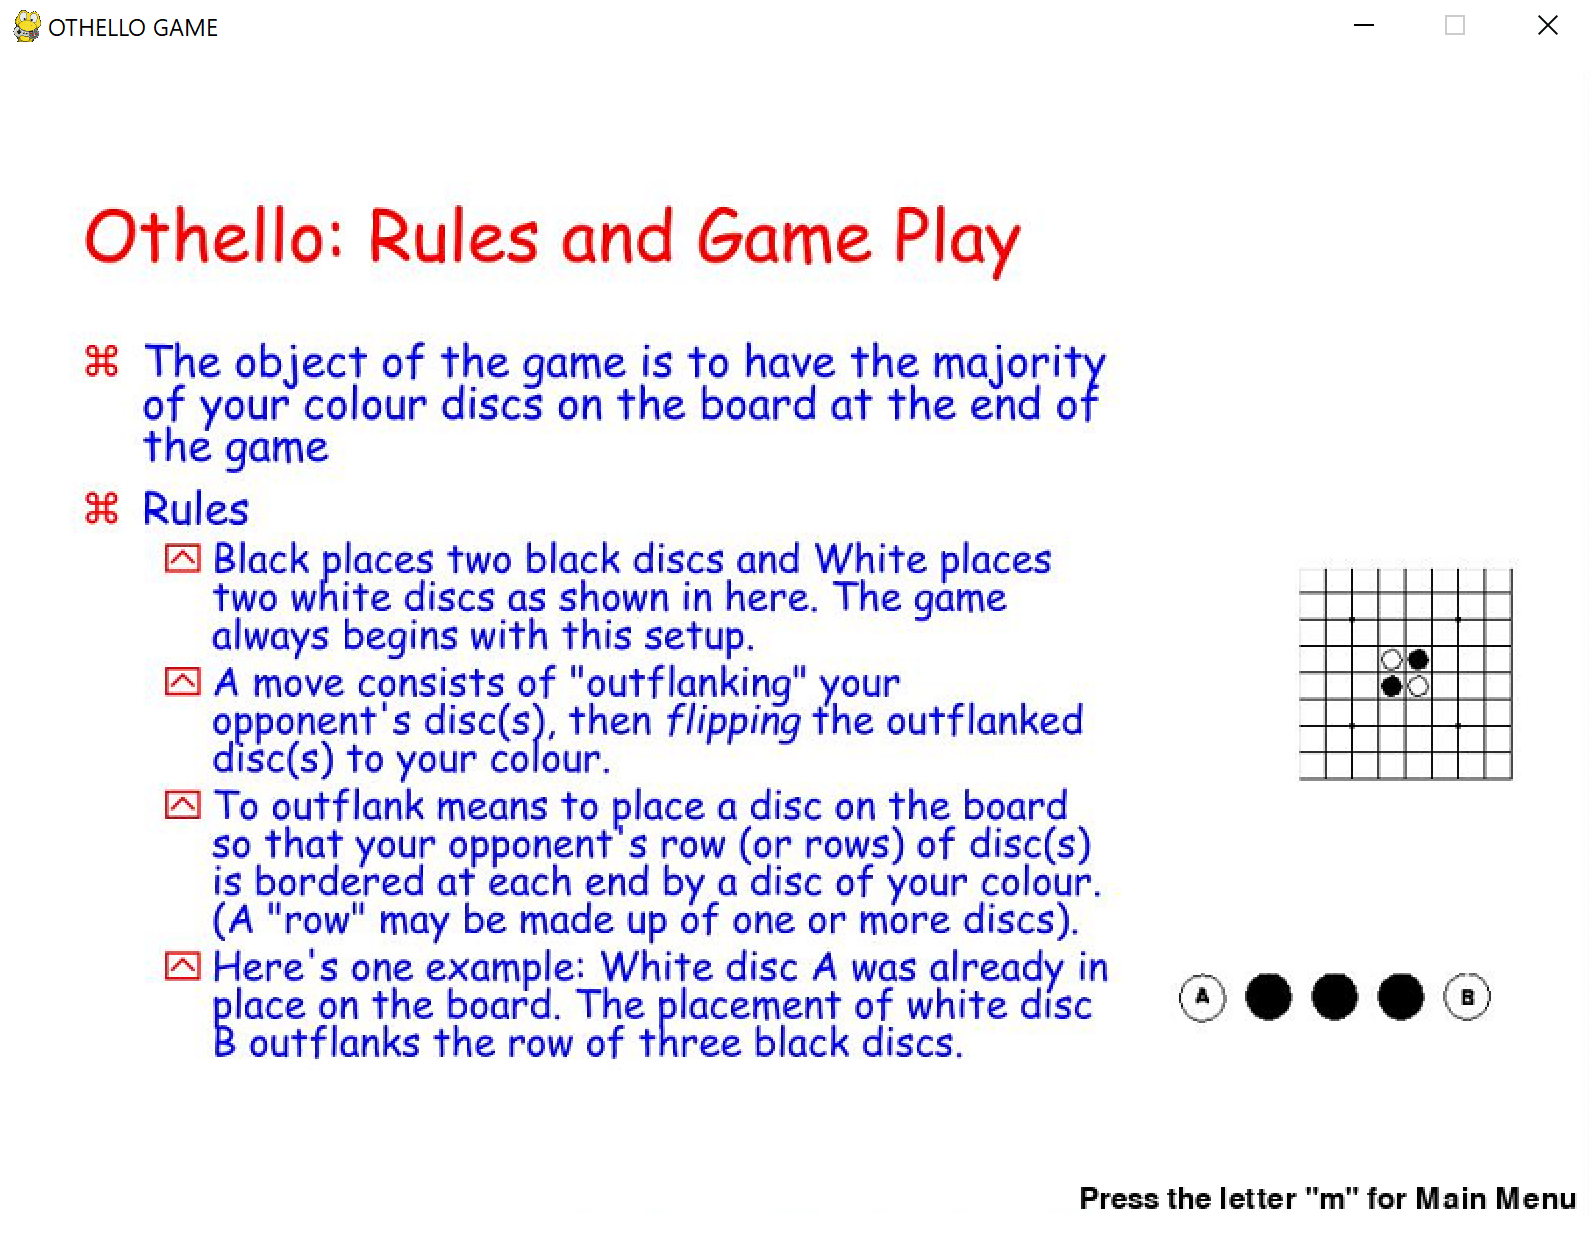 OTHELLO GAME
Othello: Rules and Game Play
⌘ The object of the game is to have the majority
of your colour discs on the board at the end of
the game
⌘ Rules
Black places two black discs and White places
two white discs as shown in here. The game
always begins with this setup.
A move consists of "outflanking" your
opponent's disc(s), then flipping the outflanked
disc(s) to your colour.
To outflank means to place a disc on the board
so that your opponent's row (or rows) of disc(s)
is bordered at each end by a disc of your colour.
(A "row" may be made up of one or more discs).
Here's one example: White disc A was already in
place on the board. The placement of white disc
B outflanks the row of three black discs.
A B
Press the letter "m" for Main Menu